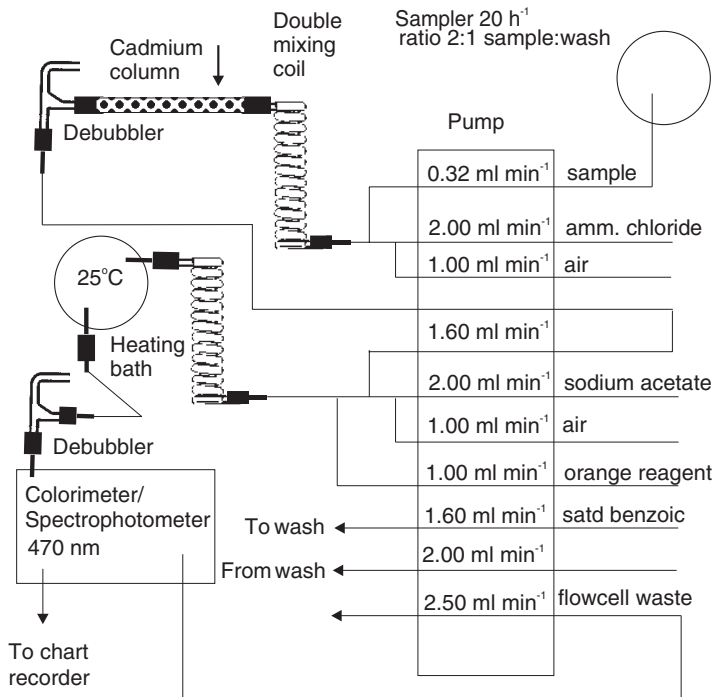 Sampler 20 h⁻¹
ratio 2:1 sample:wash
Double
mixing
coil
Cadmium
column
Debubbler
Pump
0.32 ml min⁻¹ sample
2.00 ml min⁻¹ amm. chloride
1.00 ml min⁻¹ air
25°C
Heating
bath
1.60 ml min⁻¹
2.00 ml min⁻¹ sodium acetate
1.00 ml min⁻¹ air
Debubbler
1.00 ml min⁻¹ orange reagent
Colorimeter/
Spectrophotometer
470 nm
To wash 1.60 ml min⁻¹ satd benzoic
From wash 2.00 ml min⁻¹
2.50 ml min⁻¹ flowcell waste
To chart
recorder